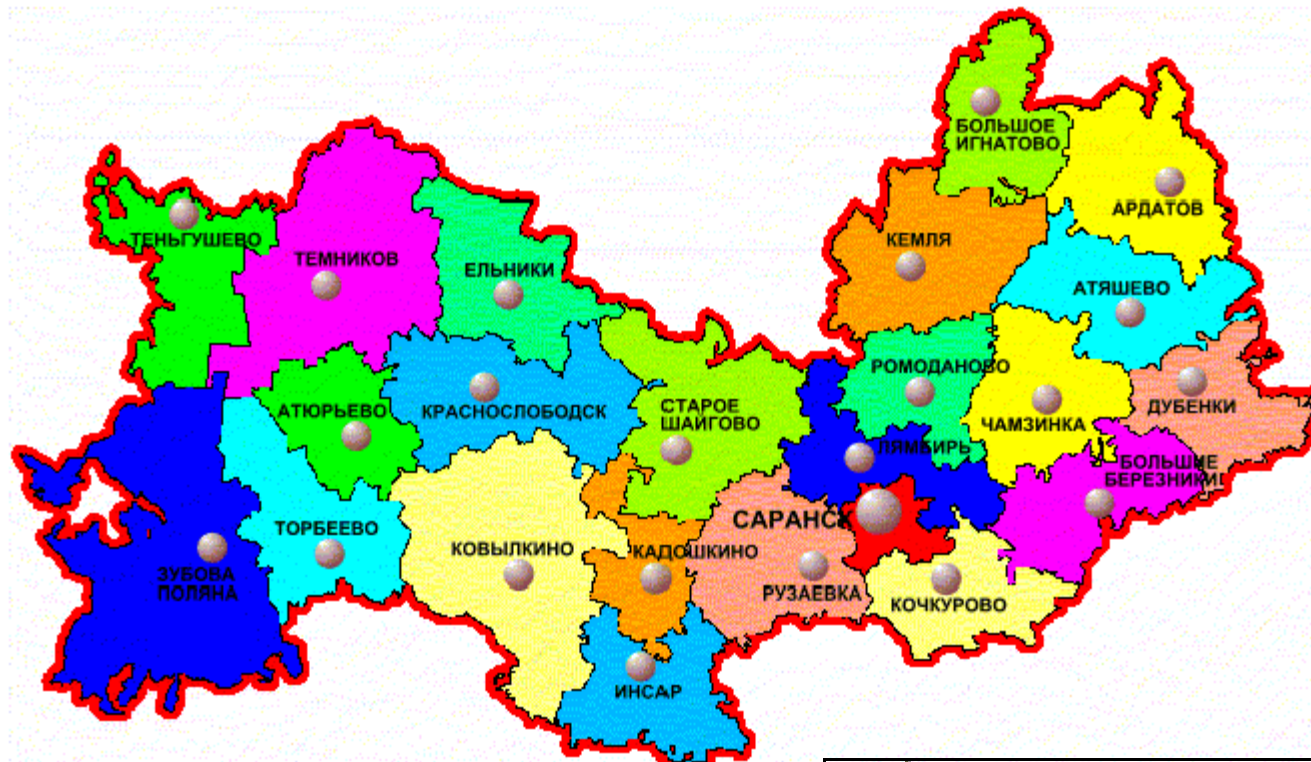 БОЛЬШОЕ
ИГНАТОВО
АРДАТОВ
ТЕНЬГУШЕВО
КЕМЛЯ
ТЕМНИКОВ
ЕЛЬНИКИ
АТЯШЕВО
РОМОДАНОВО
АТЮРЬЕВО
КРАСНОСЛОБОДСК
СТАРОЕ
ШАЙГОВО
ЧАМЗИНКА
ДУБЕНКИ
ЛЯМБИРЬ
БОЛЬШИЕ
БЕРЕЗНИКИ
САРАНСК
ТОРБЕЕВО
КОВЫЛКИНО
КАДОШКИНО
ЗУБОВА
ПОЛЯНА
РУЗАЕВКА
КОЧКУРОВО
ИНСАР